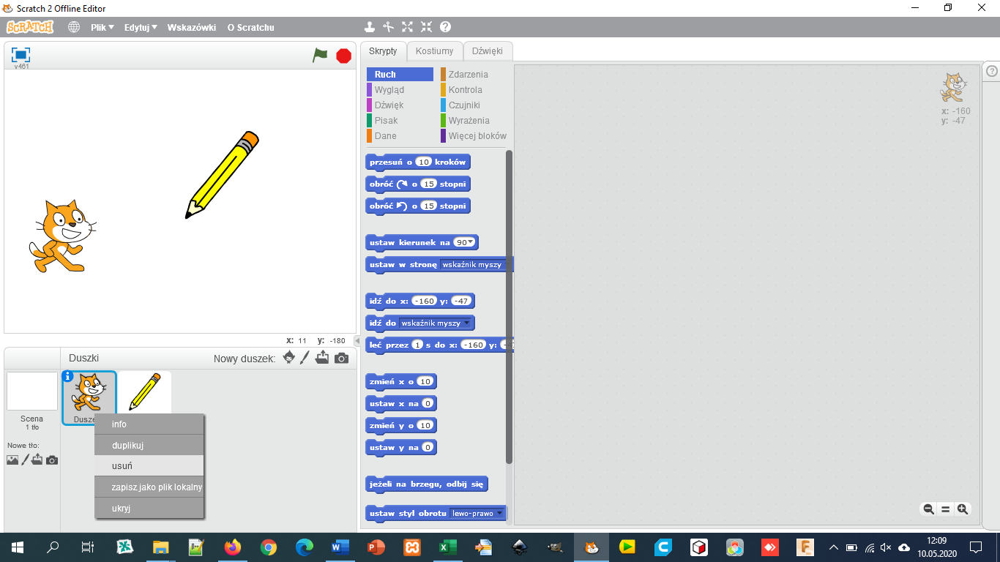 Scratch 2 Offline Editor
SCRATCH Plik Edytuj Wskazówki O Scratchu
v461
Skrypty Kostiumy Dźwięki
Ruch Zdarzenia
Wygląd Kontrola
Dźwięk Czujniki
Pisak Wyrażenia
Dane Więcej bloków
x: -160
y: -47
przesuń o 10 kroków
obróć o 15 stopni
obróć o 15 stopni
ustaw kierunek na 90
ustaw w stronę wskaźnik myszy
idź do x: -160 y: -47
idź do wskaźnik myszy
leć przez 1 s do x: -160 y:
zmień x o 10
ustaw x na 0
zmień y o 10
ustaw y na 0
jeżeli na brzegu, odbij się
ustaw styl obrotu lewo-prawo
x: 11 y: -180
Duszki Nowy duszek:
Scena
1 tło
Nowe tło:
info
duplikuj
usuń
zapisz jako plik lokalny
ukryj
12:09
10.05.2020